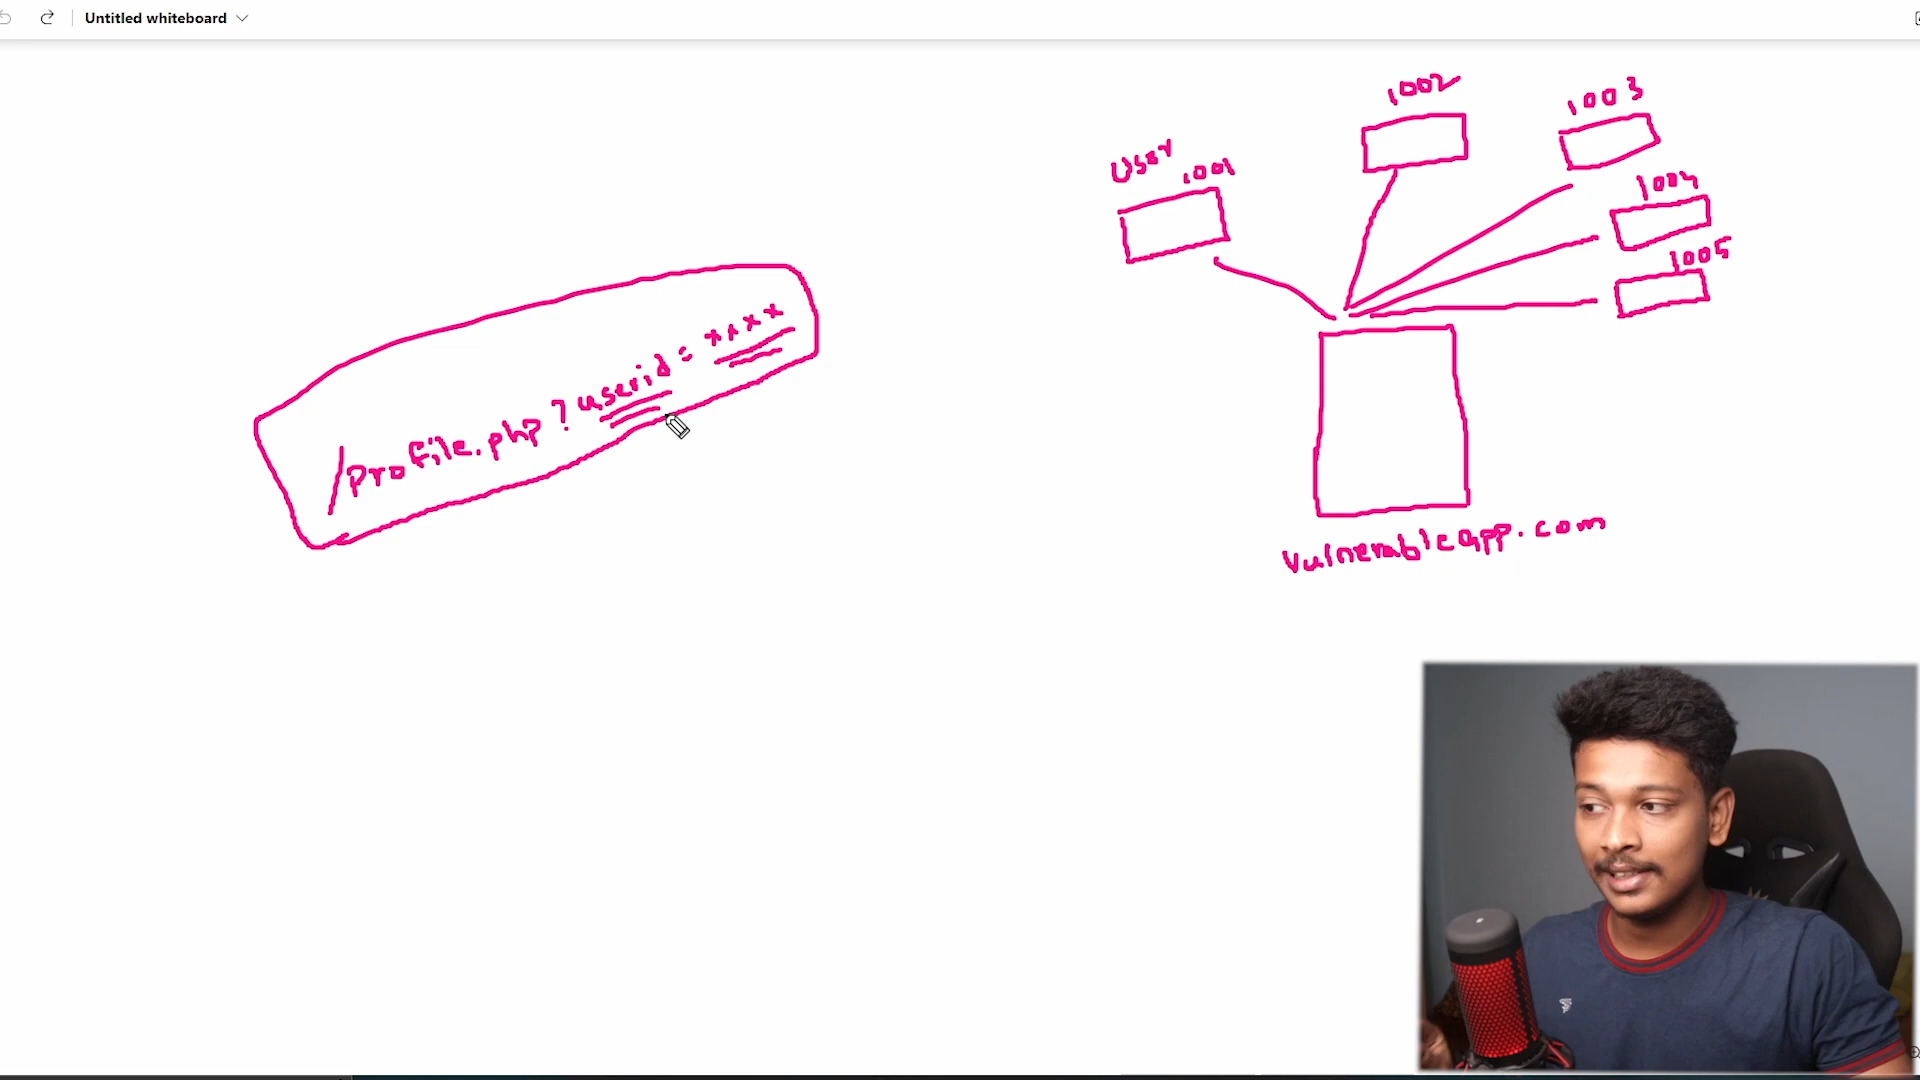 Untitled whiteboard
1002
1003
User
1001
1004
1005
/profile.php?userid=xxxx
vulnerableapp.com